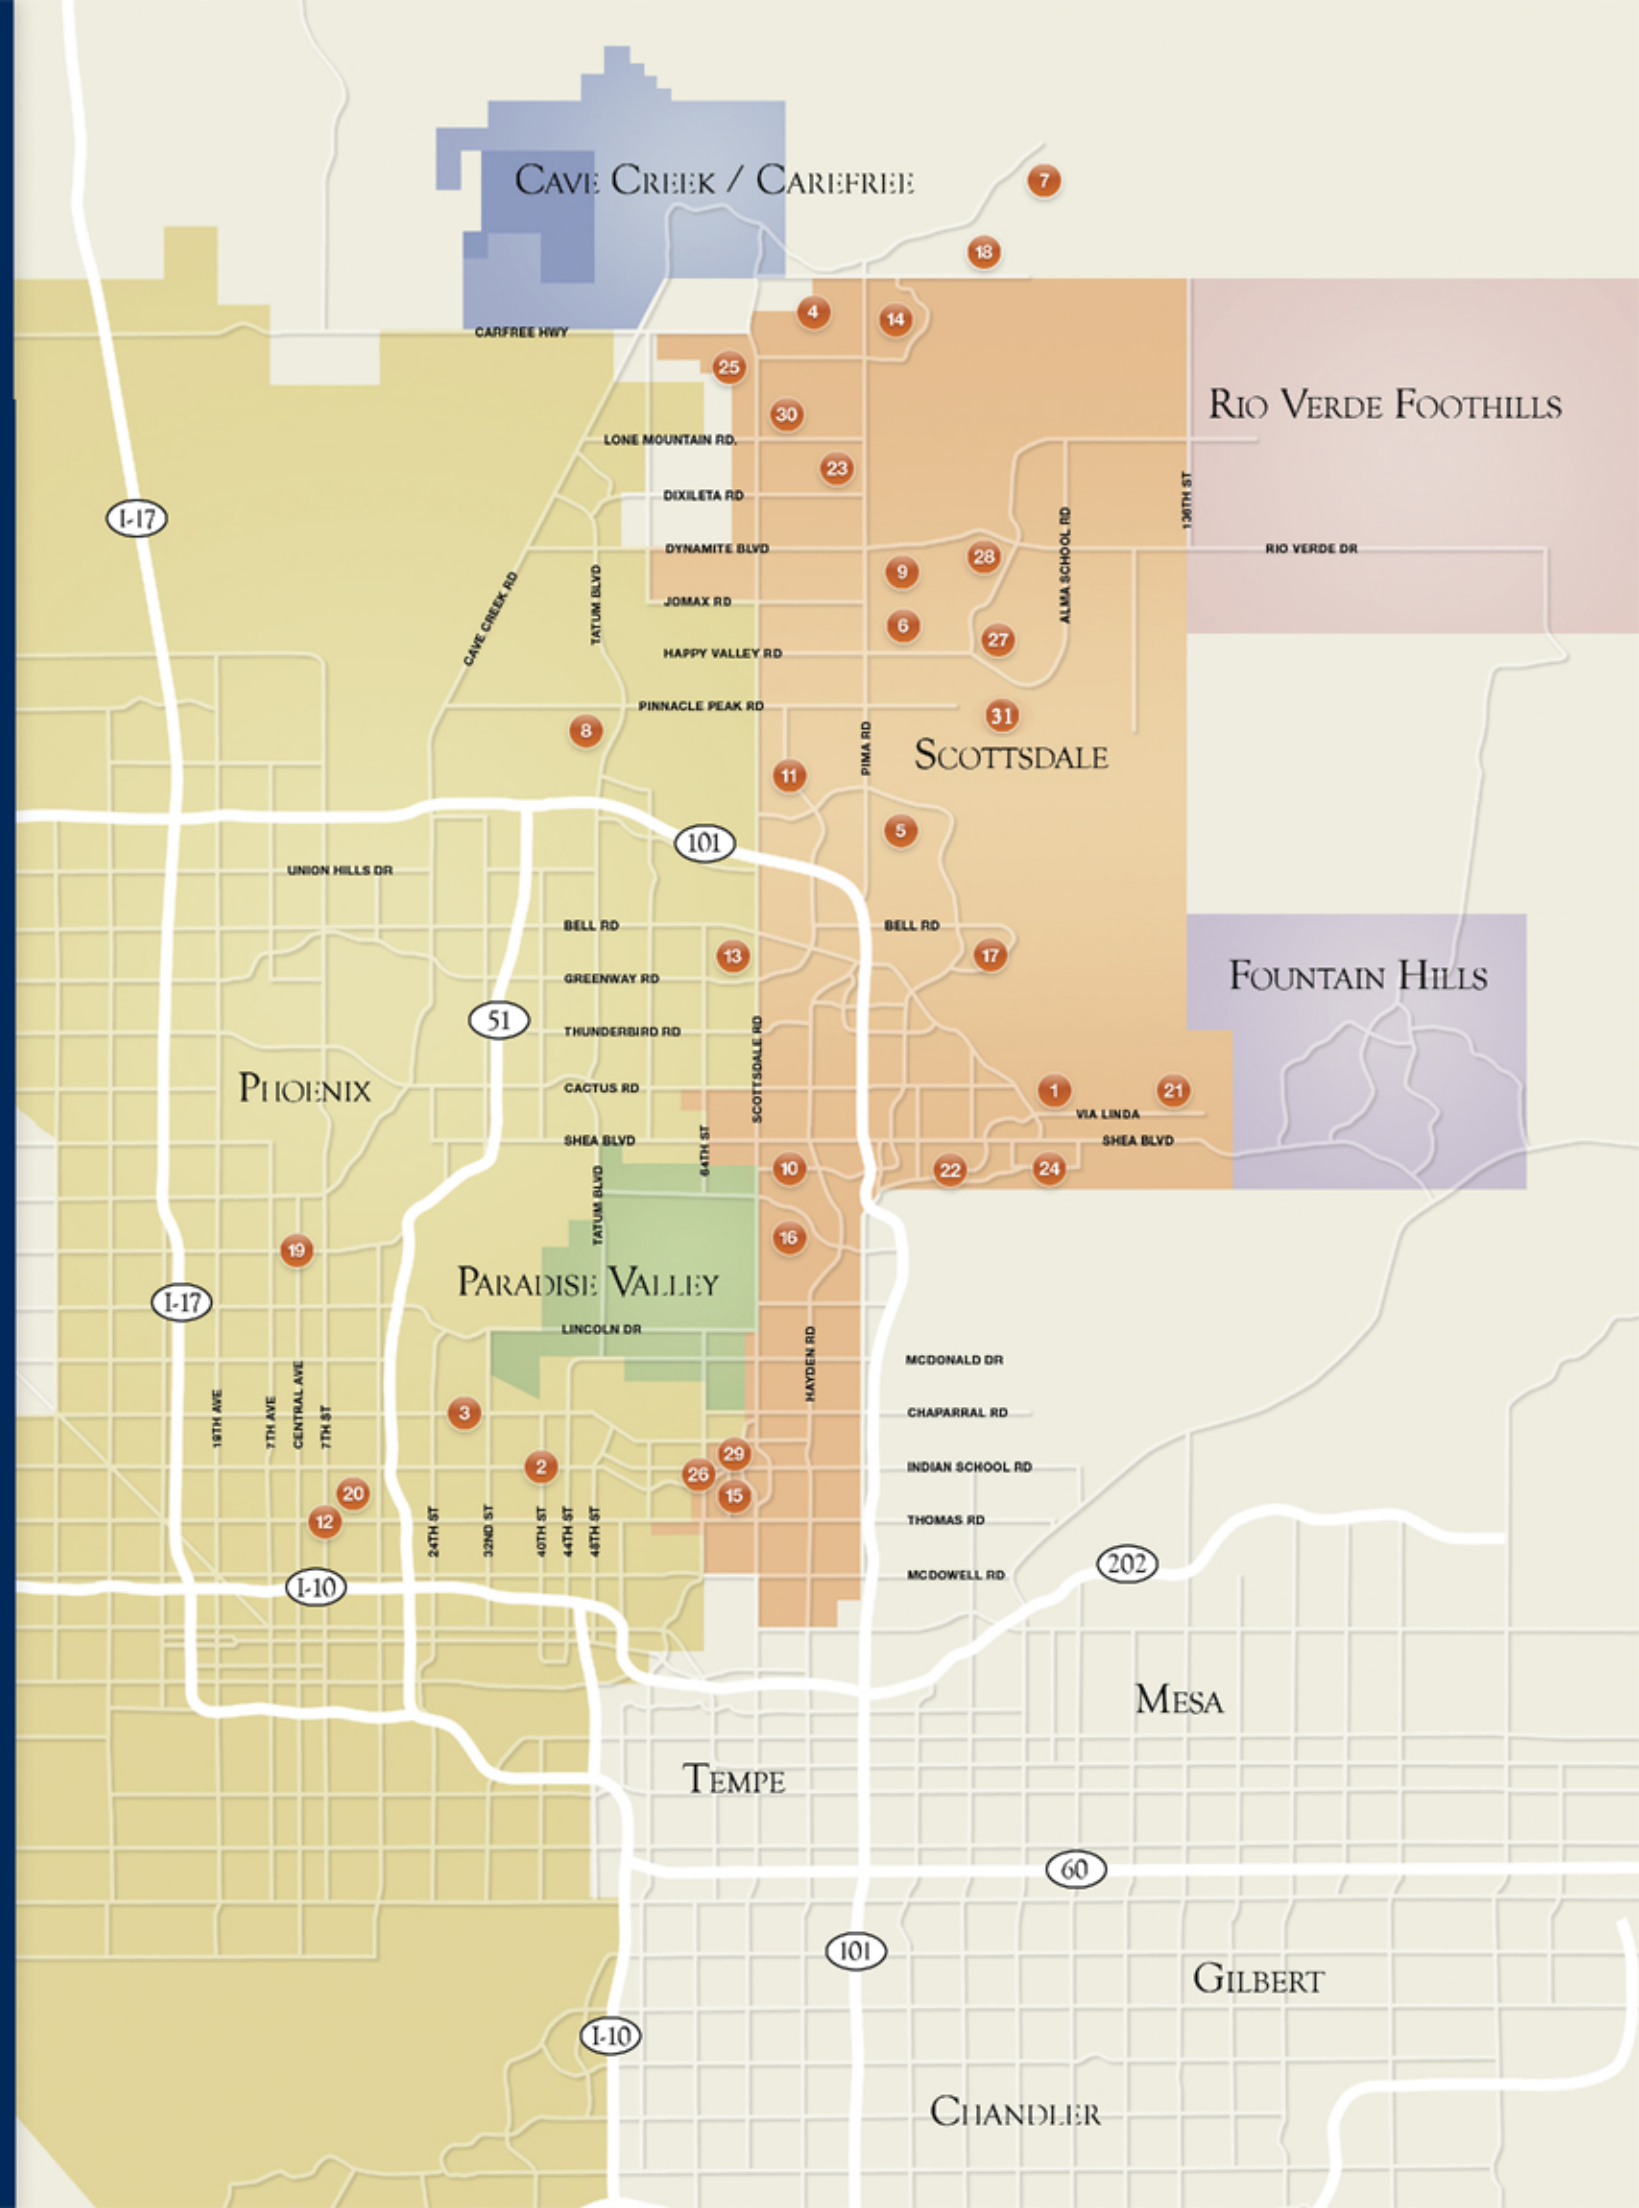 CAVE CREEK / CAREFREE
7
18
4
14
CARFREE HWY
25
RIO VERDE FOOTHILLS
30
LONE MOUNTAIN RD.
23
DIXILETA RD
136TH ST
I-17
ALMA SCHOOL RD
DYNAMITE BLVD
28
RIO VERDE DR
9
CAVE CREEK RD
TATUM BLVD
JOMAX RD
6
27
HAPPY VALLEY RD
PINNACLE PEAK RD
31
8
PIMA RD
SCOTTSDALE
11
5
101
UNION HILLS DR
BELL RD
BELL RD
13
17
GREENWAY RD
FOUNTAIN HILLS
51
THUNDERBIRD RD
SCOTTSDALE RD
PHOENIX
CACTUS RD
1
21
VIA LINDA
SHEA BLVD
64TH ST
SHEA BLVD
10
22
24
TATUM BLVD
16
19
PARADISE VALLEY
I-17
LINCOLN DR
HAYDEN RD
MCDONALD DR
19TH AVE
7TH AVE
CENTRAL AVE
7TH ST
3
CHAPARRAL RD
29
2
26
INDIAN SCHOOL RD
20
15
12
24TH ST
32ND ST
40TH ST
44TH ST
48TH ST
THOMAS RD
202
I-10
MCDOWELL RD
MESA
TEMPE
60
101
GILBERT
I-10
CHANDLER